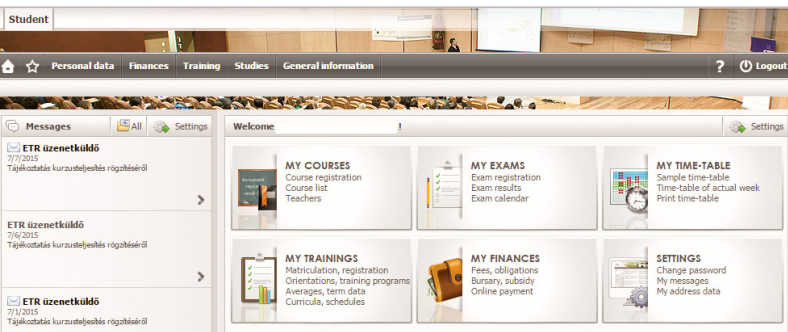 Student
Personal data Finances Training Studies General information ? Logout
Messages All Settings
ETR üzenetküldő
7/7/2015
Tájékoztatás kurzusteljesítés rögzítéséről
ETR üzenetküldő
7/6/2015
Tájékoztatás kurzusteljesítés rögzítéséről
ETR üzenetküldő
7/1/2015
Tájékoztatás kurzusteljesítés rögzítéséről
Welcome ! Settings
MY COURSES
Course registration
Course list
Teachers
MY EXAMS
Exam registration
Exam results
Exam calendar
MY TIME-TABLE
Sample time-table
Time-table of actual week
Print time-table
MY TRAININGS
Matriculation, registration
Orientations, training programs
Averages, term data
Curricula, schedules
MY FINANCES
Fees, obligations
Bursary, subsidy
Online payment
SETTINGS
Change password
My messages
My address data